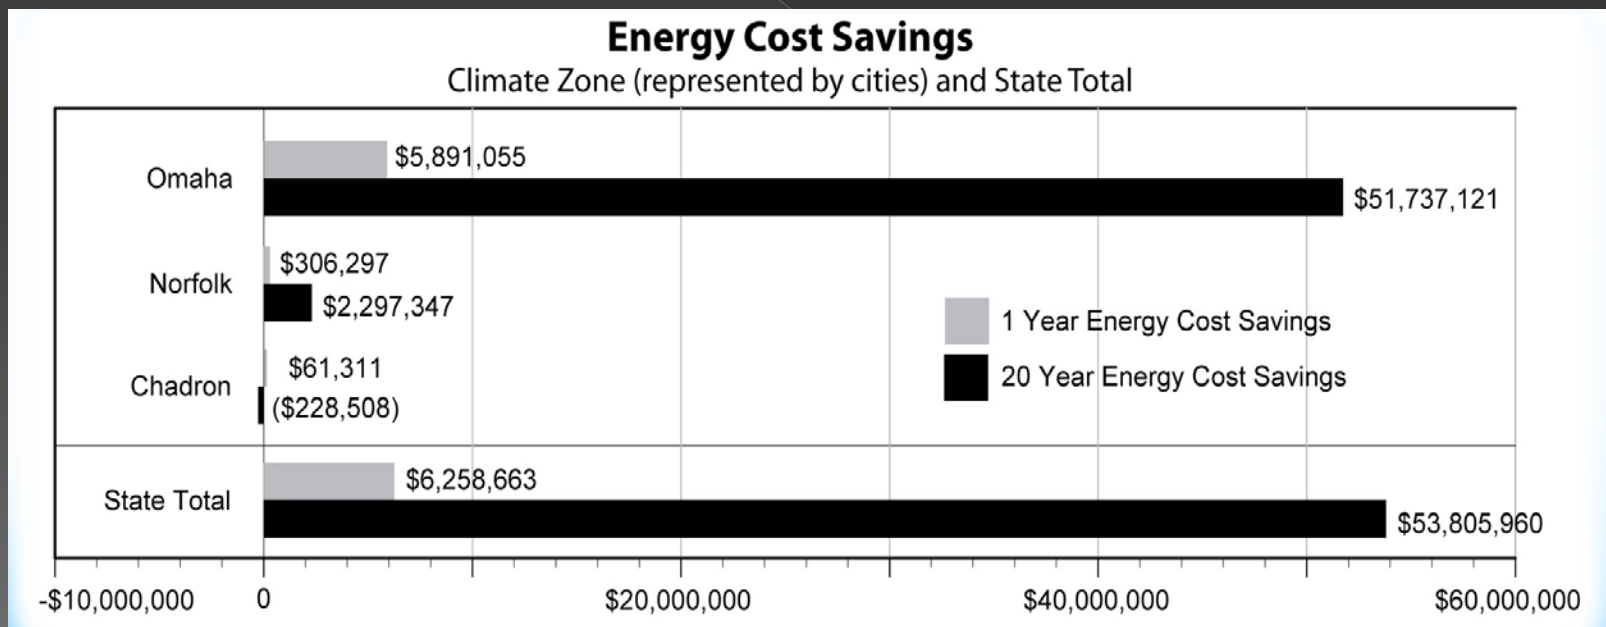 Energy Cost Savings
Climate Zone (represented by cities) and State Total
Omaha
$5,891,055
$51,737,121
Norfolk
$306,297
$2,297,347
Chadron
$61,311
($228,508)
1 Year Energy Cost Savings
20 Year Energy Cost Savings
State Total
$6,258,663
$53,805,960
-$10,000,000 0 $20,000,000 $40,000,000 $60,000,000